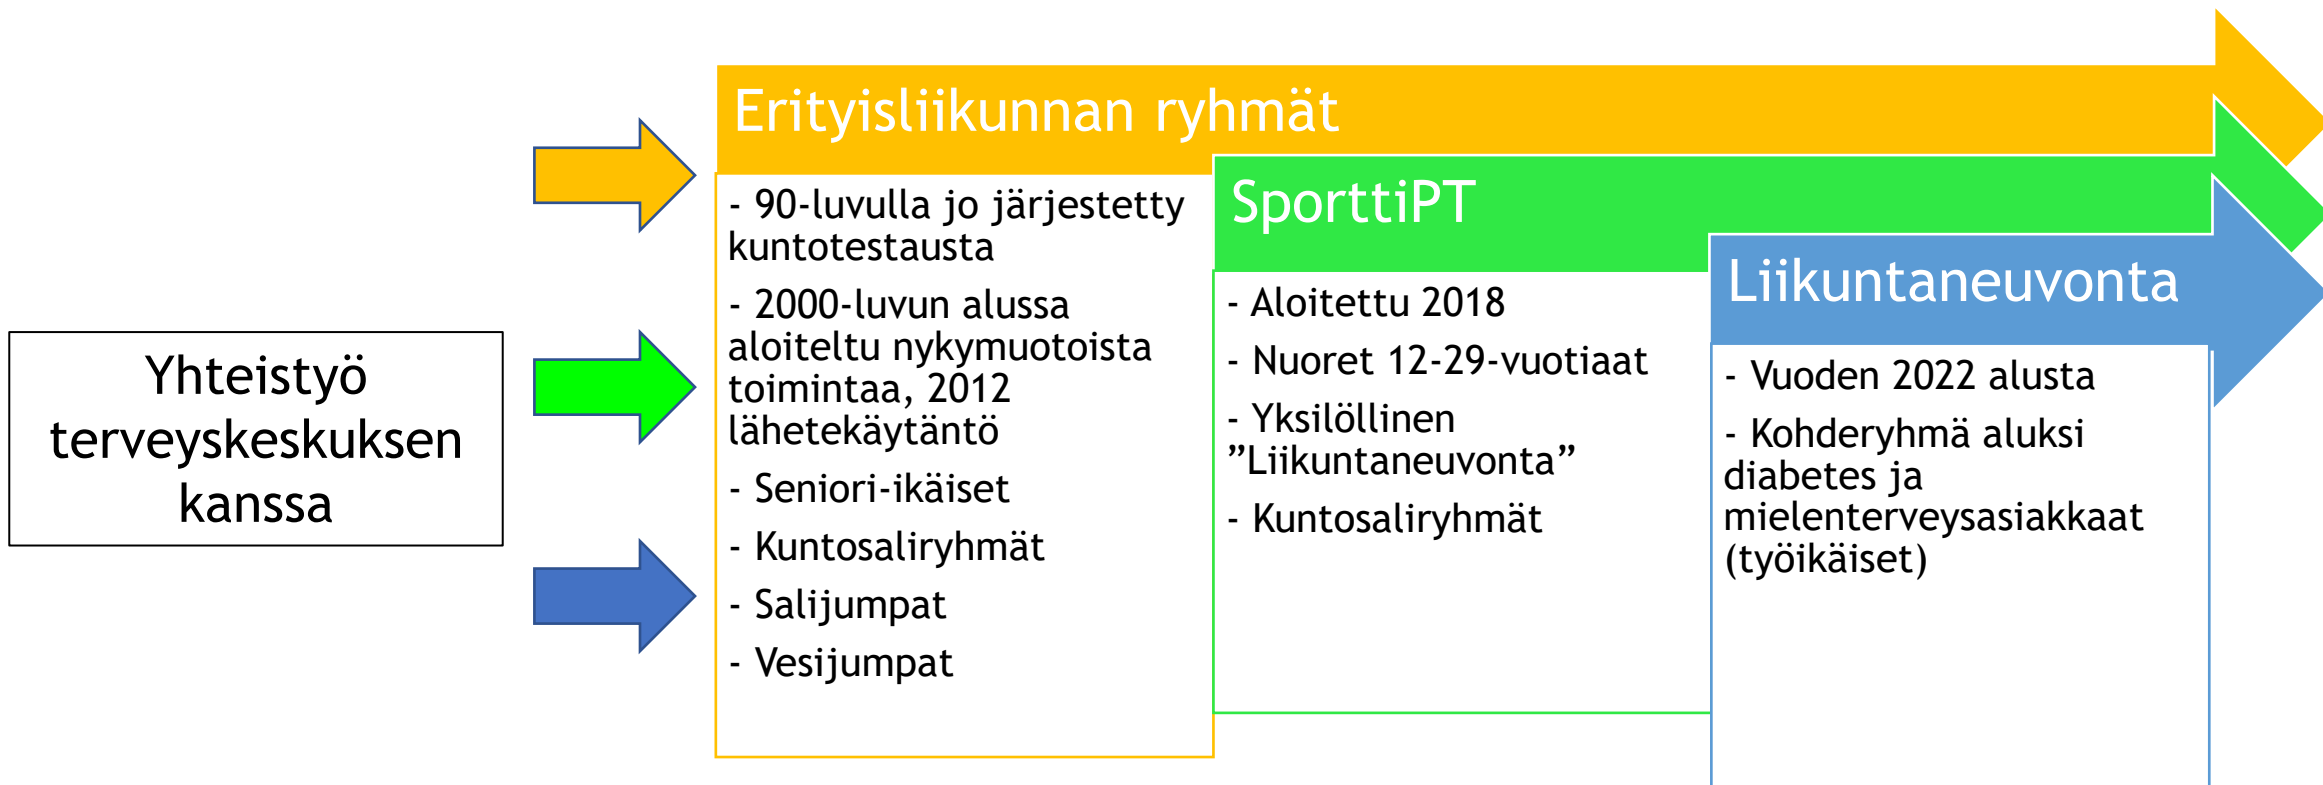 Yhteistyö
terveyskeskuksen
kanssa
Erityisliikunnan ryhmät
- 90-luvulla jo järjestetty
kuntotestausta
- 2000-luvun alussa
aloiteltu nykymuotoista
toimintaa, 2012
lähetekäytäntö
- Seniori-ikäiset
- Kuntosaliryhmät
- Salijumpat
- Vesijumpat
SporttiPT
- Aloitettu 2018
- Nuoret 12-29-vuotiaat
- Yksilöllinen
”Liikuntaneuvonta”
- Kuntosaliryhmät
Liikuntaneuvonta
- Vuoden 2022 alusta
- Kohderyhmä aluksi
diabetes ja
mielenterveysasiakkaat
(työikäiset)